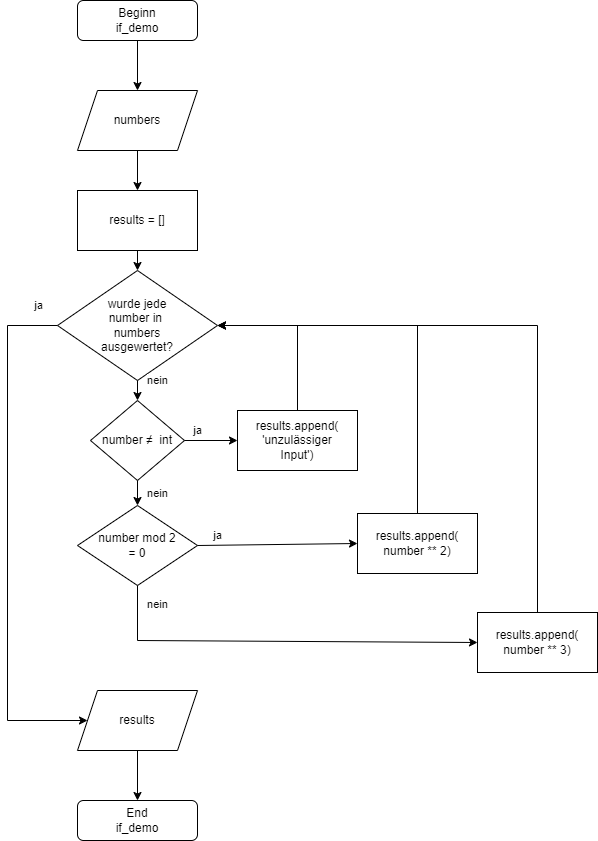 Beginn
if_demo
numbers
results = []
ja
wurde jede
number in
numbers
ausgewertet?
nein
number ≠ int
ja
results.append(
'unzulässiger
Input')
nein
number mod 2
= 0
ja
results.append(
number ** 2)
nein
results.append(
number ** 3)
results
End
if_demo